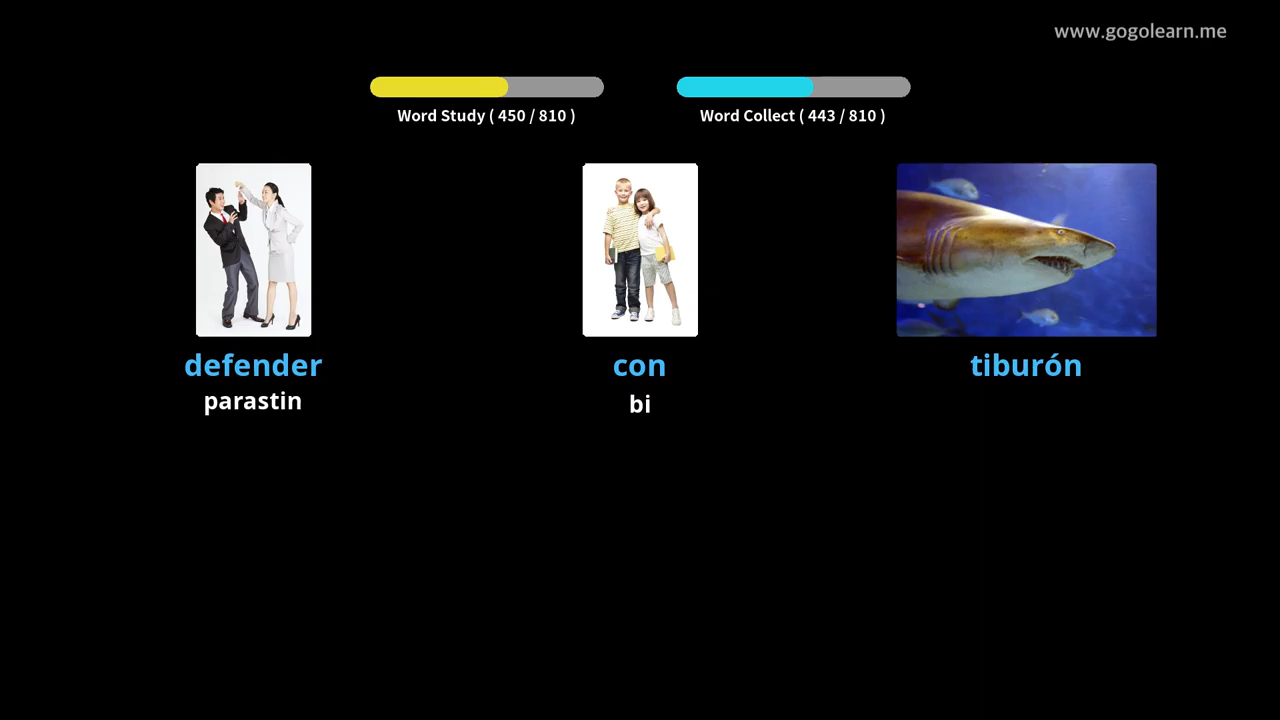 www.gogolearn.me
Word Study ( 450 / 810 )
Word Collect ( 443 / 810 )
defender
parastin
con
bi
tiburón